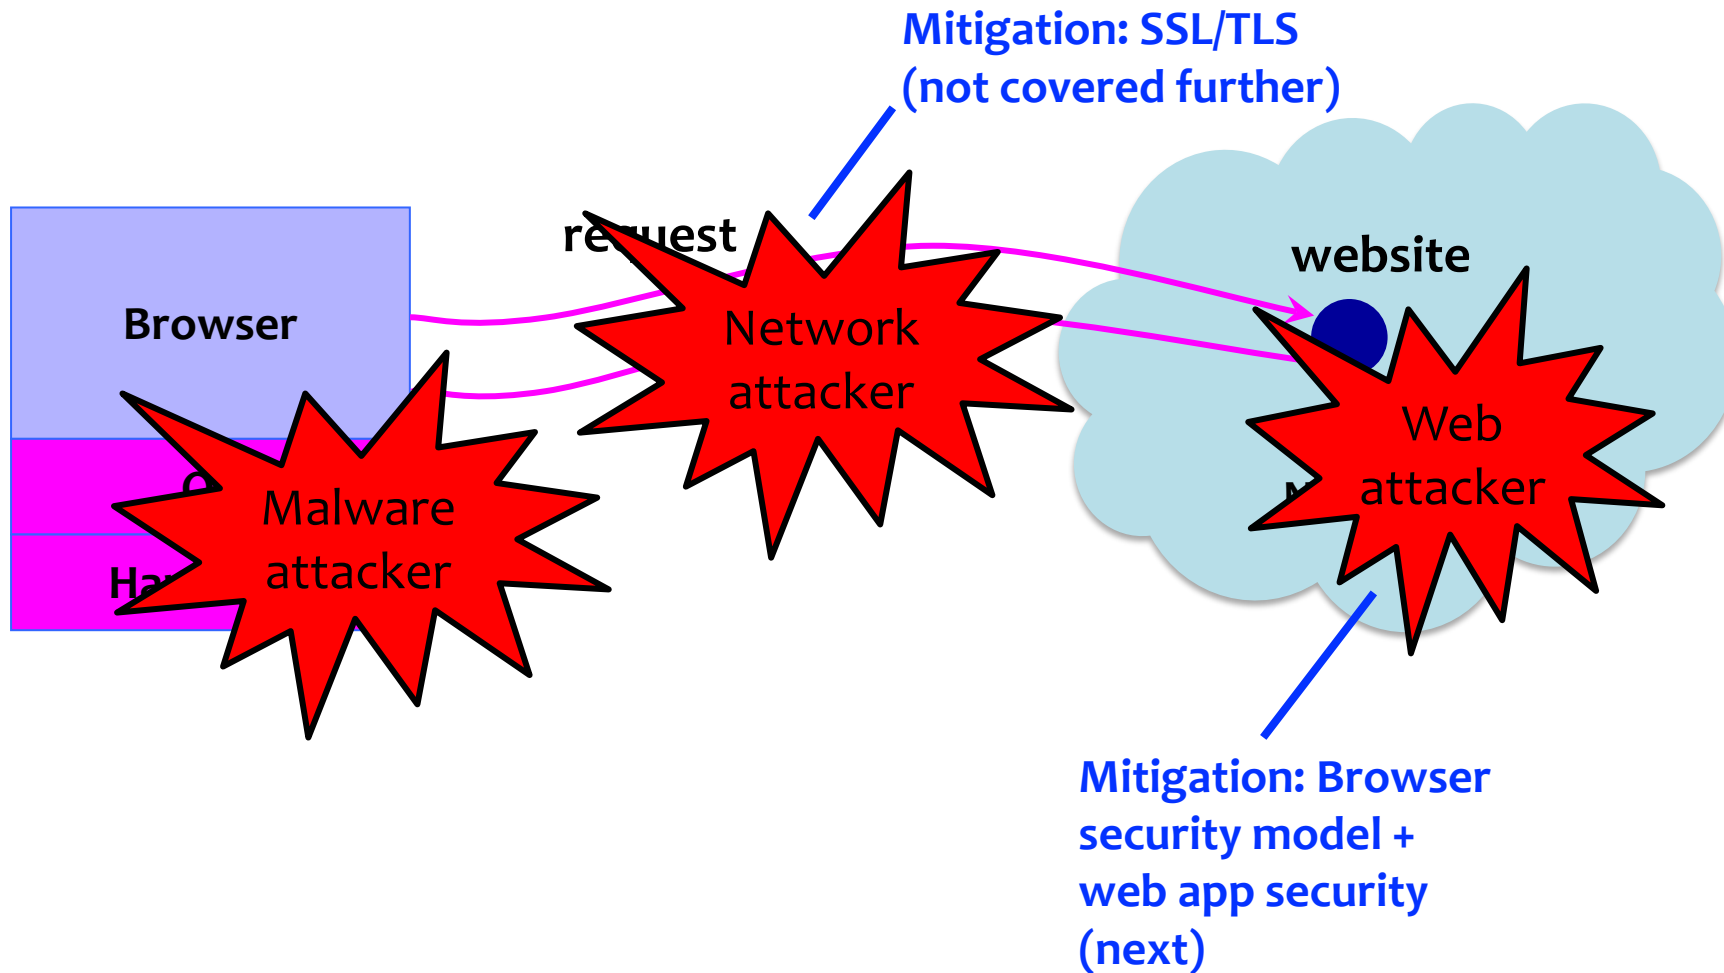 Mitigation: SSL/TLS
(not covered further)
request
website
Browser
Network
attacker
Web
attacker
Malware
attacker
Mitigation: Browser
security model +
web app security
(next)